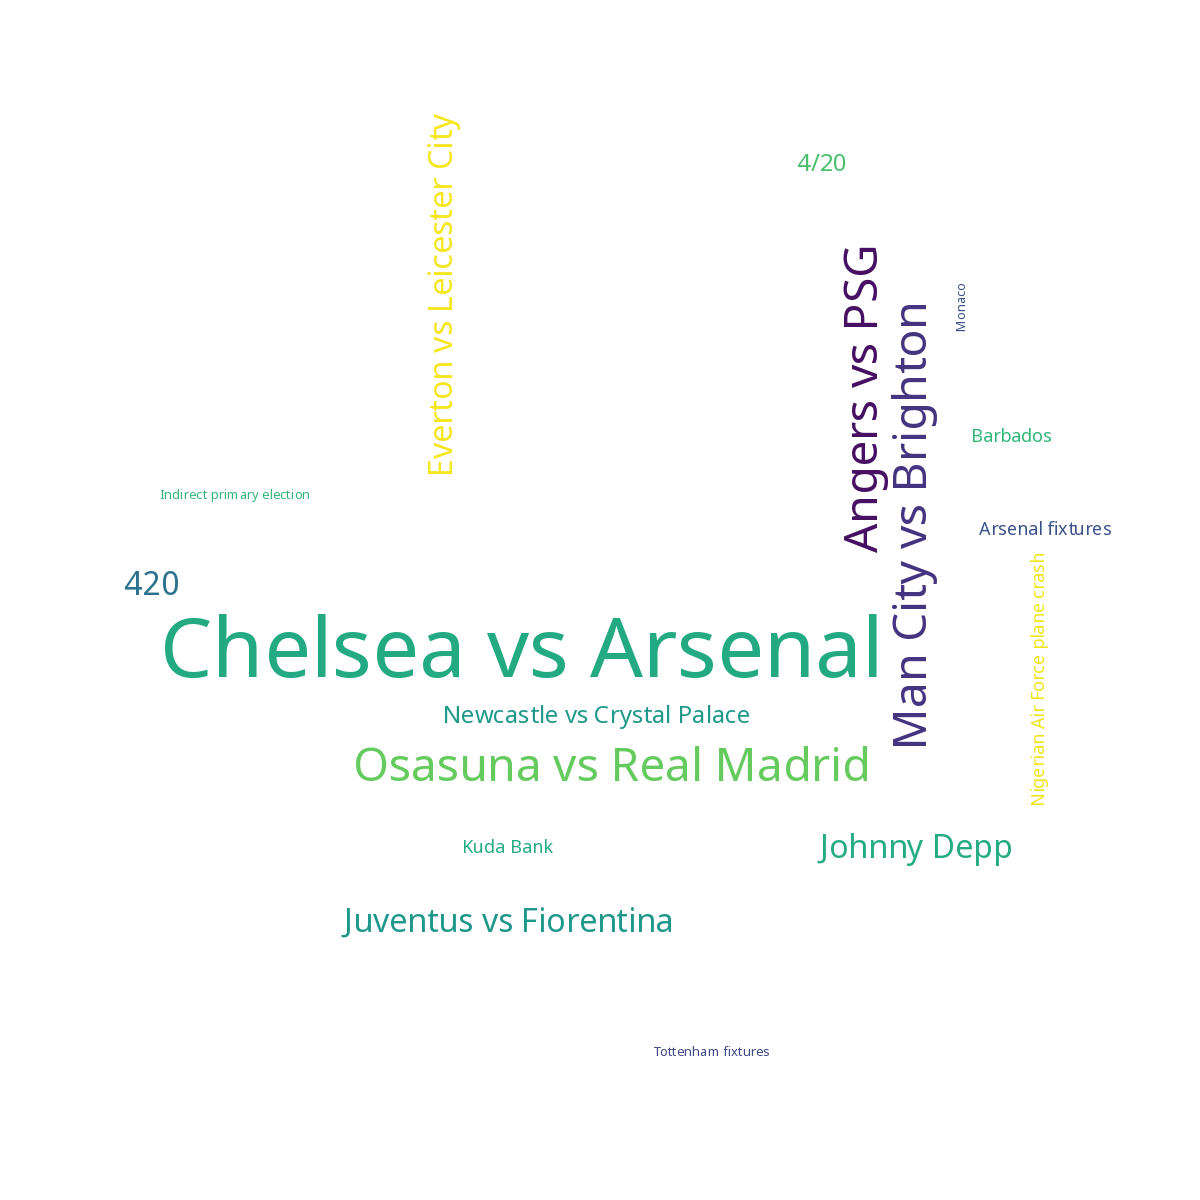 Everton vs Leicester City
4/20
Angers vs PSG
Monaco
Man City vs Brighton
Barbados
Indirect primary election
Arsenal fixtures
420
Nigerian Air Force plane crash
Chelsea vs Arsenal
Newcastle vs Crystal Palace
Osasuna vs Real Madrid
Kuda Bank
Johnny Depp
Juventus vs Fiorentina
Tottenham fixtures